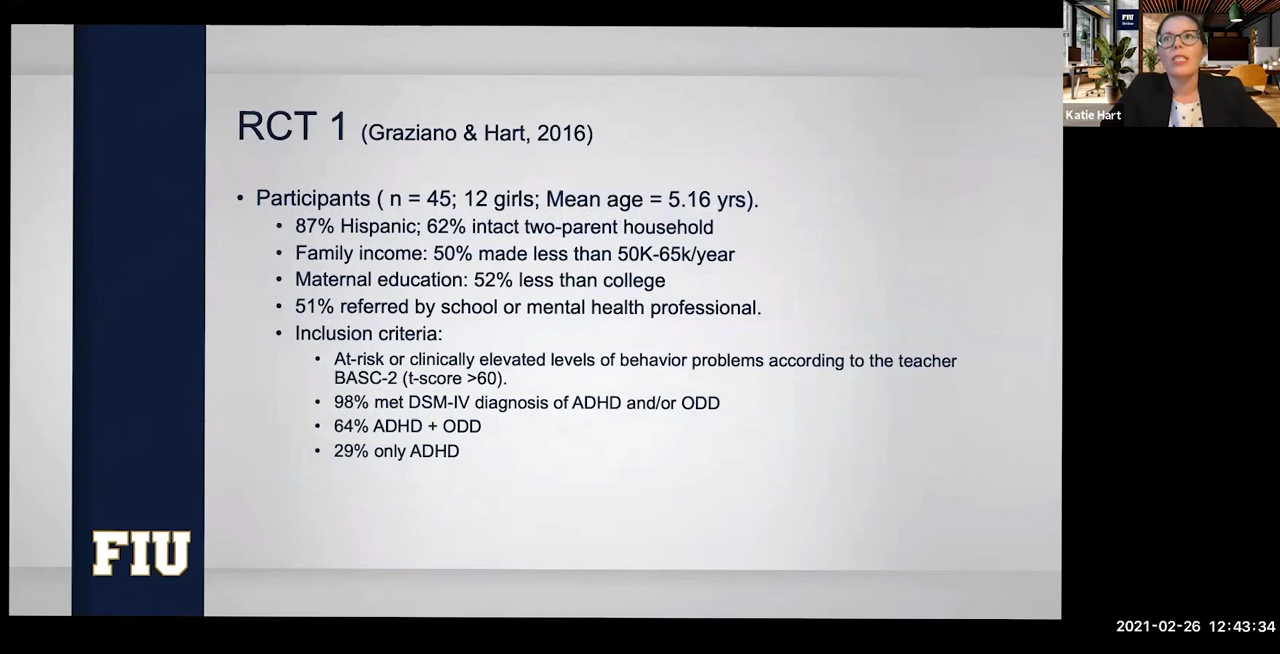 RCT 1 (Graziano & Hart, 2016)
• Participants ( n = 45; 12 girls; Mean age = 5.16 yrs).
• 87% Hispanic; 62% intact two-parent household
• Family income: 50% made less than 50K-65k/year
• Maternal education: 52% less than college
• 51% referred by school or mental health professional.
• Inclusion criteria:
• At-risk or clinically elevated levels of behavior problems according to the teacher
BASC-2 (t-score >60).
• 98% met DSM-IV diagnosis of ADHD and/or ODD
• 64% ADHD + ODD
• 29% only ADHD
FIU
FIU
Katie Hart
2021-02-26 12:43:34